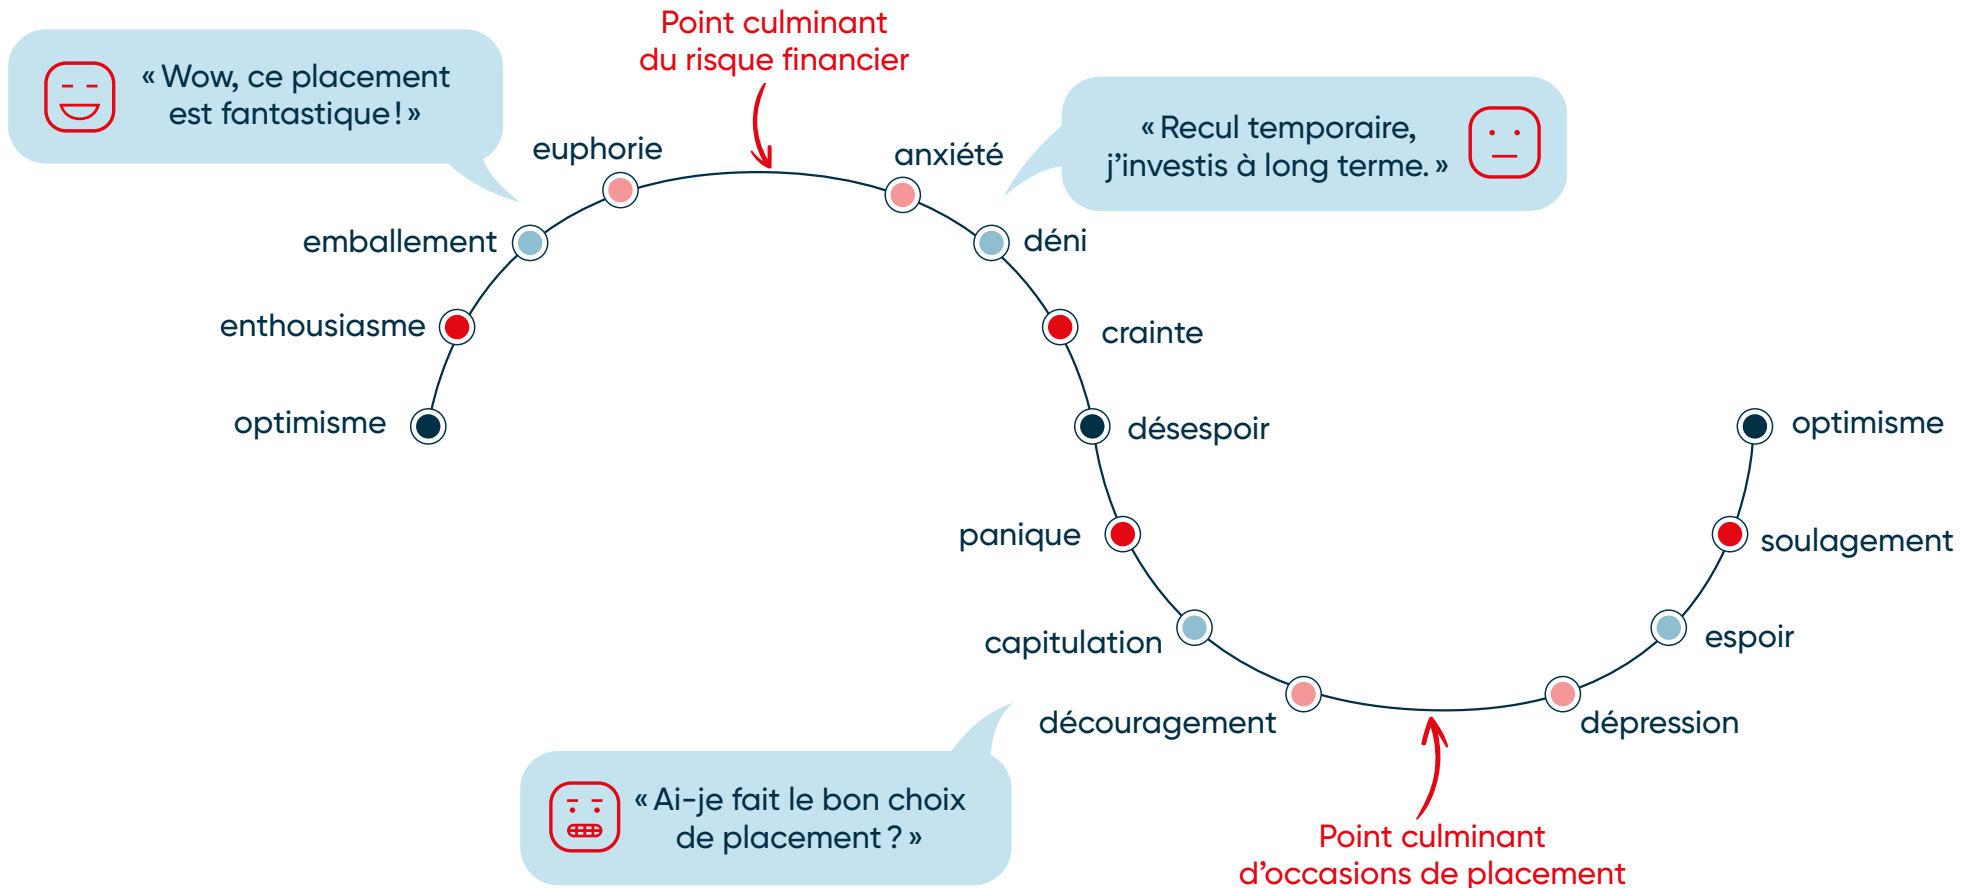 Point culminant
du risque financier
« Wow, ce placement
est fantastique ! »
« Recul temporaire,
j’investis à long terme. »
euphorie
anxiété
emballement
déni
enthousiasme
crainte
optimisme
désespoir
optimisme
panique
soulagement
capitulation
espoir
découragement
dépression
« Ai-je fait le bon choix
de placement ? »
Point culminant
d’occasions de placement